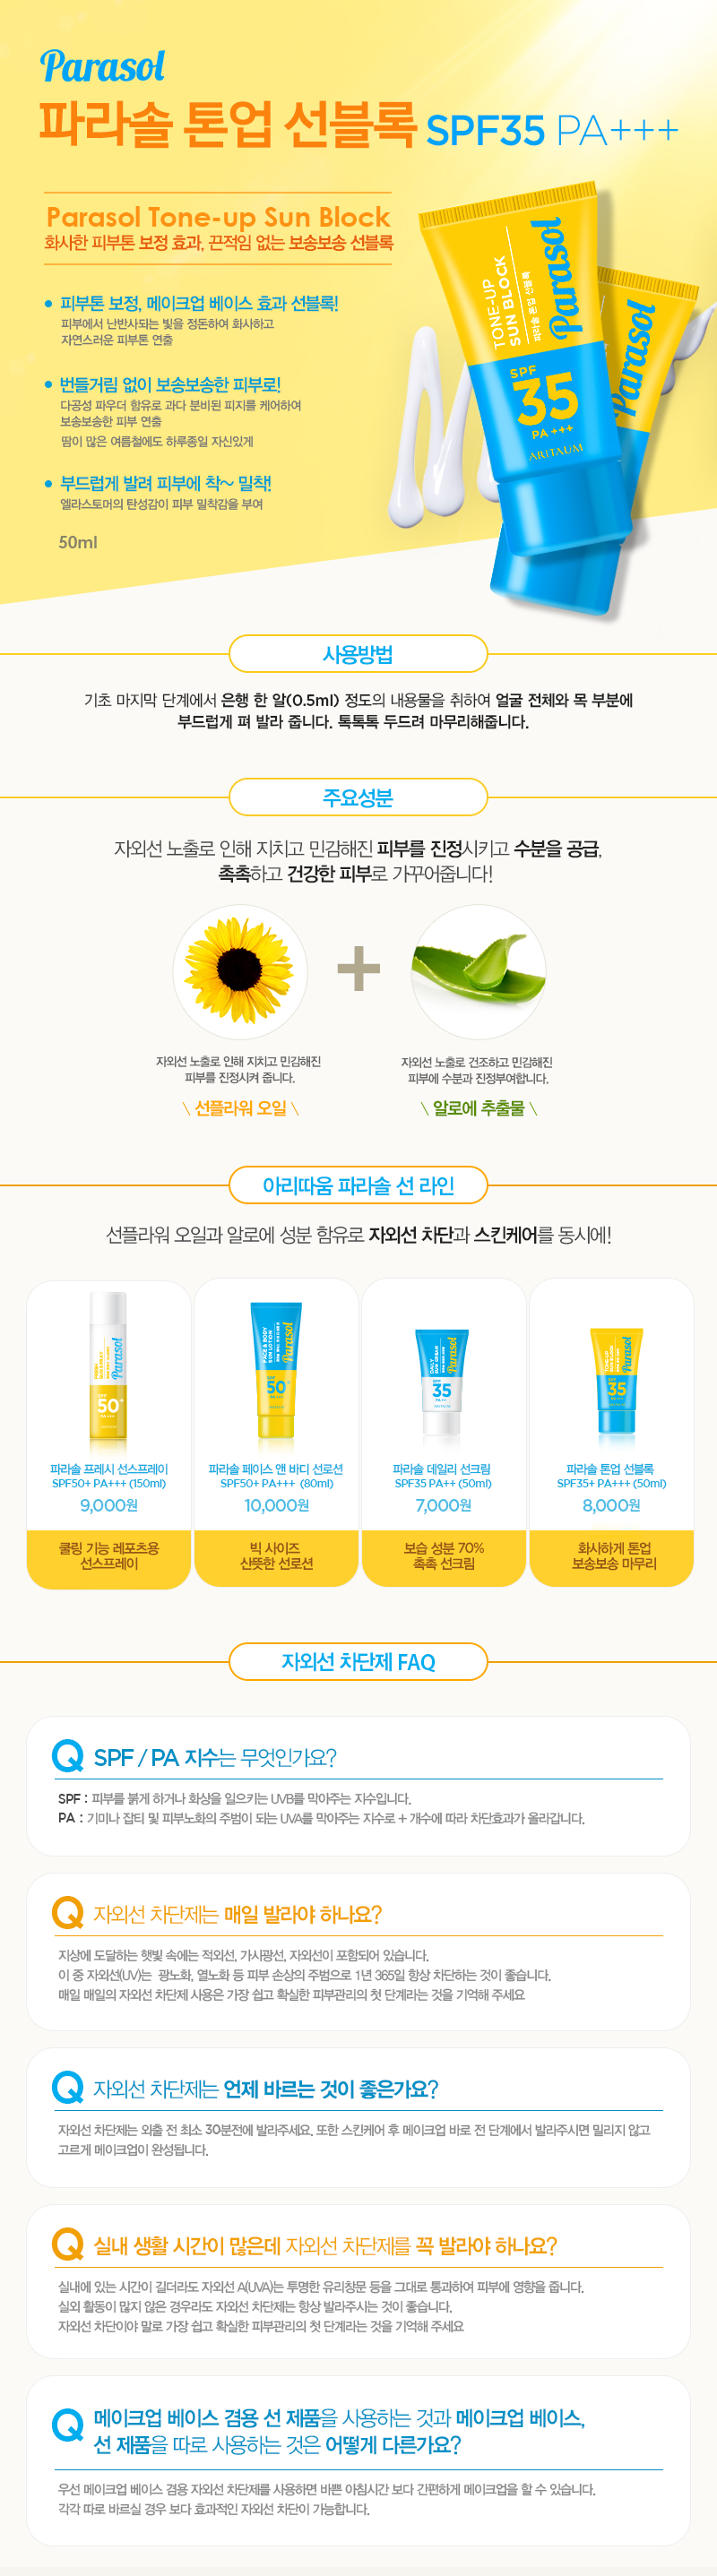 Parasol
파라솔 톤업 선블록 SPF35 PA+++
Parasol Tone-up Sun Block
화사한 피부톤 보정 효과, 끈적임 없는 보송보송 선블록
피부톤 보정, 메이크업 베이스 효과 선블록!
피부에서 난반사되는 빛을 정돈하여 화사하고
자연스러운 피부톤 연출
번들거림 없이 보송보송한 피부로!
다공성 파우더 함유로 과다 분비된 피지를 케어하여
보송보송한 피부 연출
땀이 많은 여름철에도 하루종일 자신있게
부드럽게 발려 피부에 착~ 밀착!
엘라스토머의 탄성감이 피부 밀착감을 부여
50ml
TONE-UP
SUN BLOCK
파라솔 톤업 선블록
Parasol
SPF
35
PA +++
ARITAUM
Parasol
사용방법
기초 마지막 단계에서 은행 한 알(0.5ml) 정도의 내용물을 취하여 얼굴 전체와 목 부분에
부드럽게 펴 발라 줍니다. 톡톡톡 두드려 마무리해줍니다.
주요성분
자외선 노출로 인해 지치고 민감해진 피부를 진정시키고 수분을 공급,
촉촉하고 건강한 피부로 가꾸어줍니다!
+
자외선 노출로 인해 지치고 민감해진
피부를 진정시켜 줍니다.
\ 선플라워 오일 \
자외선 노출로 건조하고 민감해진
피부에 수분과 진정부여합니다.
\ 알로에 추출물 \
아리따움 파라솔 선 라인
선플라워 오일과 알로에 성분 함유로 자외선 차단과 스킨케어를 동시에!
Parasol
50+
파라솔 프레시 선스프레이
SPF50+ PA+++ (150ml)
9,000원
쿨링 기능 레포츠용
선스프레이
FACE & BODY
SUN LOTION
Parasol
SPF
50+
파라솔 페이스 앤 바디 선로션
SPF50+ PA+++ (80ml)
10,000원
빅 사이즈
산뜻한 선로션
DAILY
SUN CREAM
Parasol
SPF
35
파라솔 데일리 선크림
SPF35 PA++ (50ml)
7,000원
보습 성분 70%
촉촉 선크림
TONE-UP
SUN BLOCK
Parasol
SPF
35
파라솔 톤업 선블록
SPF35+ PA+++ (50ml)
8,000원
화사하게 톤업
보송보송 마무리
자외선 차단제 FAQ
Q SPF / PA 지수는 무엇인가요?
SPF : 피부를 붉게 하거나 화상을 일으키는 UVB를 막아주는 지수입니다.
PA : 기미나 잡티 및 피부노화의 주범이 되는 UVA를 막아주는 지수로 + 개수에 따라 차단효과가 올라갑니다.
Q 자외선 차단제는 매일 발라야 하나요?
지상에 도달하는 햇빛 속에는 적외선, 가시광선, 자외선이 포함되어 있습니다.
이 중 자외선(UV)는 광노화, 열노화 등 피부 손상의 주범으로 1년 365일 항상 차단하는 것이 좋습니다.
매일 매일의 자외선 차단제 사용은 가장 쉽고 확실한 피부관리의 첫 단계라는 것을 기억해 주세요
Q 자외선 차단제는 언제 바르는 것이 좋은가요?
자외선 차단제는 외출 전 최소 30분전에 발라주세요. 또한 스킨케어 후 메이크업 바로 전 단계에서 발라주시면 밀리지 않고
고르게 메이크업이 완성됩니다.
Q 실내 생활 시간이 많은데 자외선 차단제를 꼭 발라야 하나요?
실내에 있는 시간이 길더라도 자외선 A(UVA)는 투명한 유리창문 등을 그대로 통과하여 피부에 영향을 줍니다.
실외 활동이 많지 않은 경우라도 자외선 차단제는 항상 발라주시는 것이 좋습니다.
자외선 차단이야 말로 가장 쉽고 확실한 피부관리의 첫 단계라는 것을 기억해 주세요
Q 메이크업 베이스 겸용 선 제품을 사용하는 것과 메이크업 베이스,
선 제품을 따로 사용하는 것은 어떻게 다른가요?
우선 메이크업 베이스 겸용 자외선 차단제를 사용하면 바쁜 아침시간 보다 간편하게 메이크업을 할 수 있습니다.
각각 따로 바르실 경우 보다 효과적인 자외선 차단이 가능합니다.